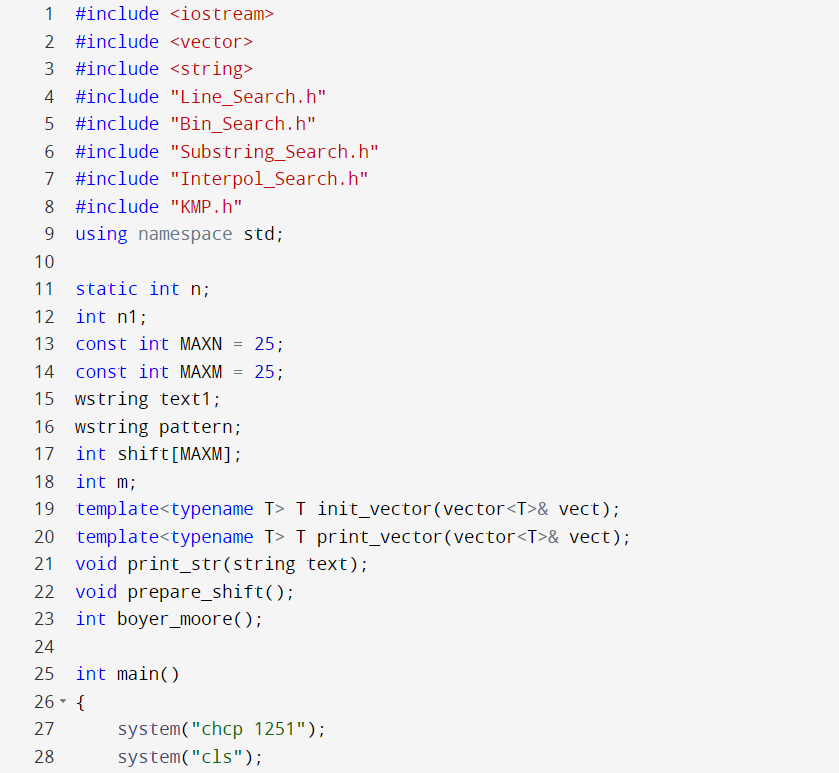 1 #include <iostream>
2 #include <vector>
3 #include <string>
4 #include "Line_Search.h"
5 #include "Bin_Search.h"
6 #include "Substring_Search.h"
7 #include "Interpol_Search.h"
8 #include "KMP.h"
9 using namespace std;
10
11 static int n;
12 int n1;
13 const int MAXN = 25;
14 const int MAXM = 25;
15 wstring text1;
16 wstring pattern;
17 int shift[MAXM];
18 int m;
19 template<typename T> T init_vector(vector<T>& vect);
20 template<typename T> T print_vector(vector<T>& vect);
21 void print_str(string text);
22 void prepare_shift();
23 int boyer_moore();
24
25 int main()
26 {
27     system("chcp 1251");
28     system("cls");